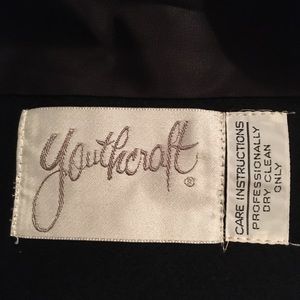 Youthcraft ®
CARE INSTRUCTIONS
PROFESSIONALLY
DRY CLEAN
ONLY